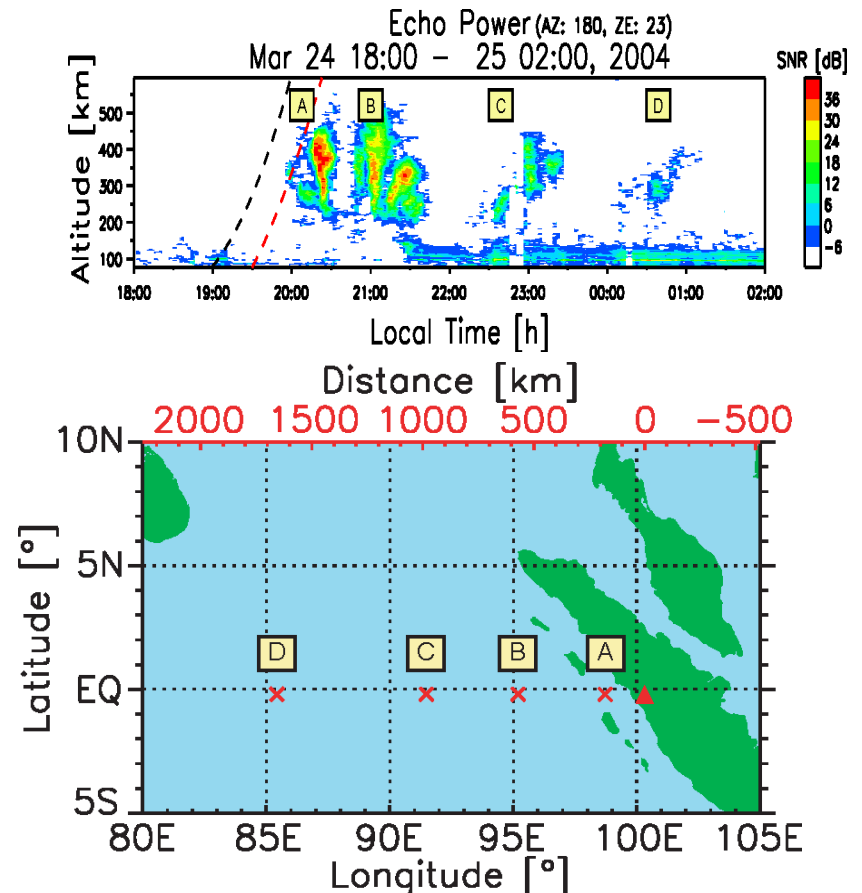 Echo Power (AZ: 180, ZE: 23)
Mar 24 18:00 – 25 02:00, 2004
SNR [dB]
Altitude [km]
500
400
300
200
100
A
B
C
D
36
30
24
18
12
6
0
-6
18:00 19:00 20:00 21:00 22:00 23:00 00:00 01:00 02:00
Local Time [h]
Distance [km]
2000 1500 1000 500 0 -500
Latitude [°]
10N
5N
EQ
5S
D
C
B
A
80E 85E 90E 95E 100E 105E
Longitude [°]